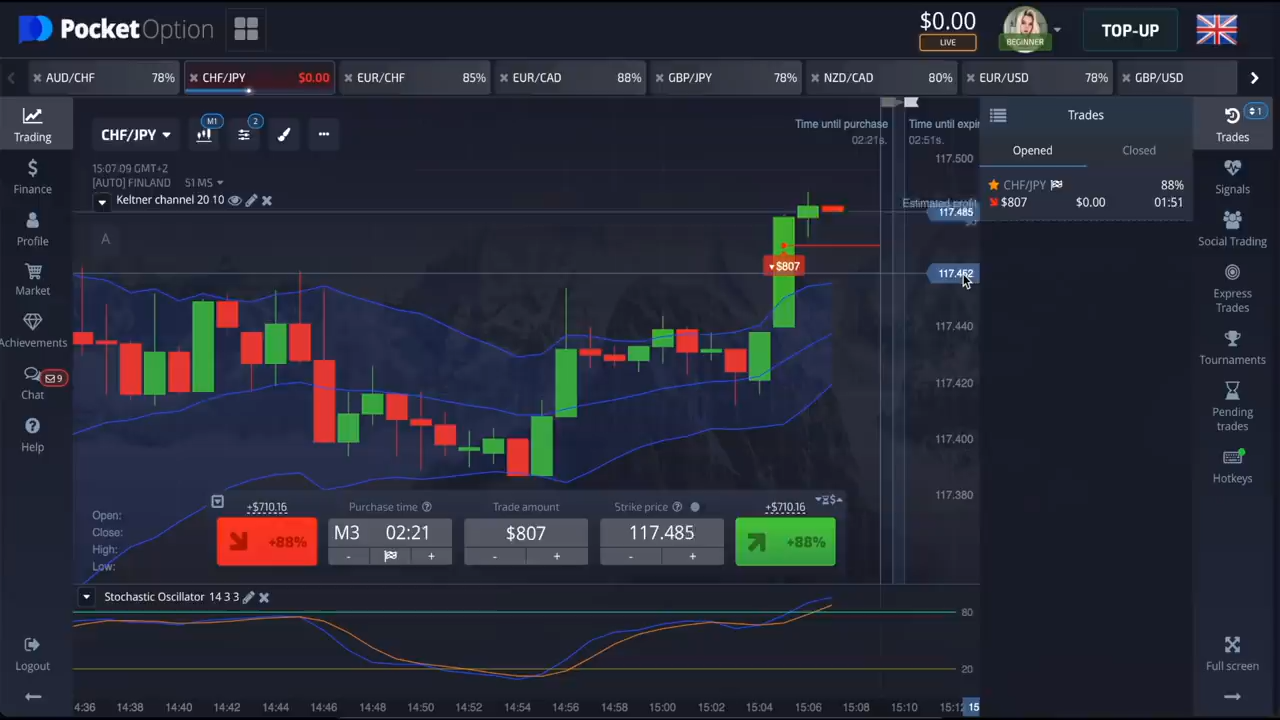 PocketOption
$0.00
LIVE
BEGINNER
TOP-UP
AUD/CHF 78%
CHF/JPY $0.00
EUR/CHF 85%
EUR/CAD 88%
GBP/JPY 78%
NZD/CAD 80%
EUR/USD 78%
GBP/USD
Trading
Finance
Profile
Market
Achievements
9
Chat
Help
Logout
CHF/JPY
M1
2
15:07:09 GMT+2
[AUTO] FINLAND 51 MS
Keltner channel 20 10
A
Time until purchase
02:21s.
Time until expir
02:51s.
Estimated profit
$807
117.500
117.485
117.440
117.420
117.400
117.380
Open:
Close:
High:
Low:
+$710.16
+88%
Purchase time
M3 02:21
- +
Trade amount
$807
- +
Strike price
117.485
- +
+$710.16
+88%
Stochastic Oscillator 14 3 3
80
20
4:36 14:38 14:40 14:42 14:44 14:46 14:48 14:50 14:52 14:54 14:56 14:58 15:00 15:02 15:04 15:06 15:08 15:10 15:12 15
Trades
Opened Closed
CHF/JPY 88%
$807 $0.00 01:51
1
Trades
Signals
Social Trading
Express
Trades
Tournaments
Pending
trades
Hotkeys
Full screen